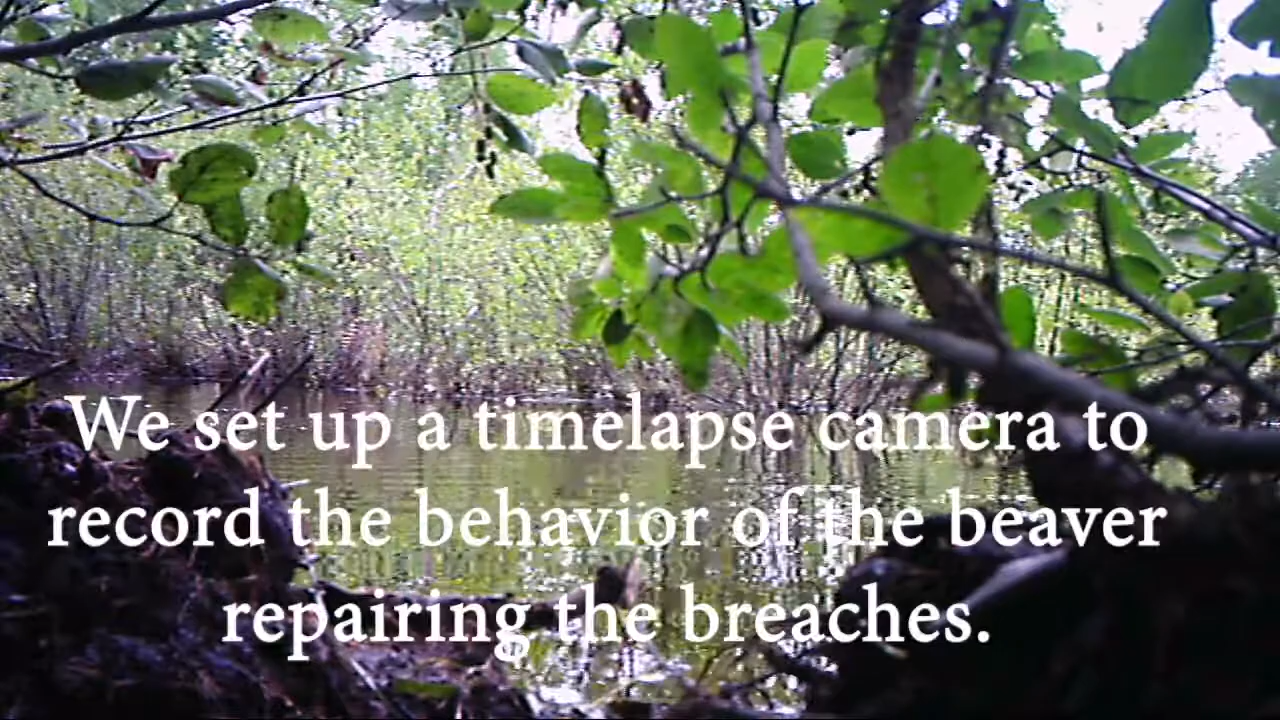 We set up a timelapse camera to
record the behavior of the beaver
repairing the breaches.